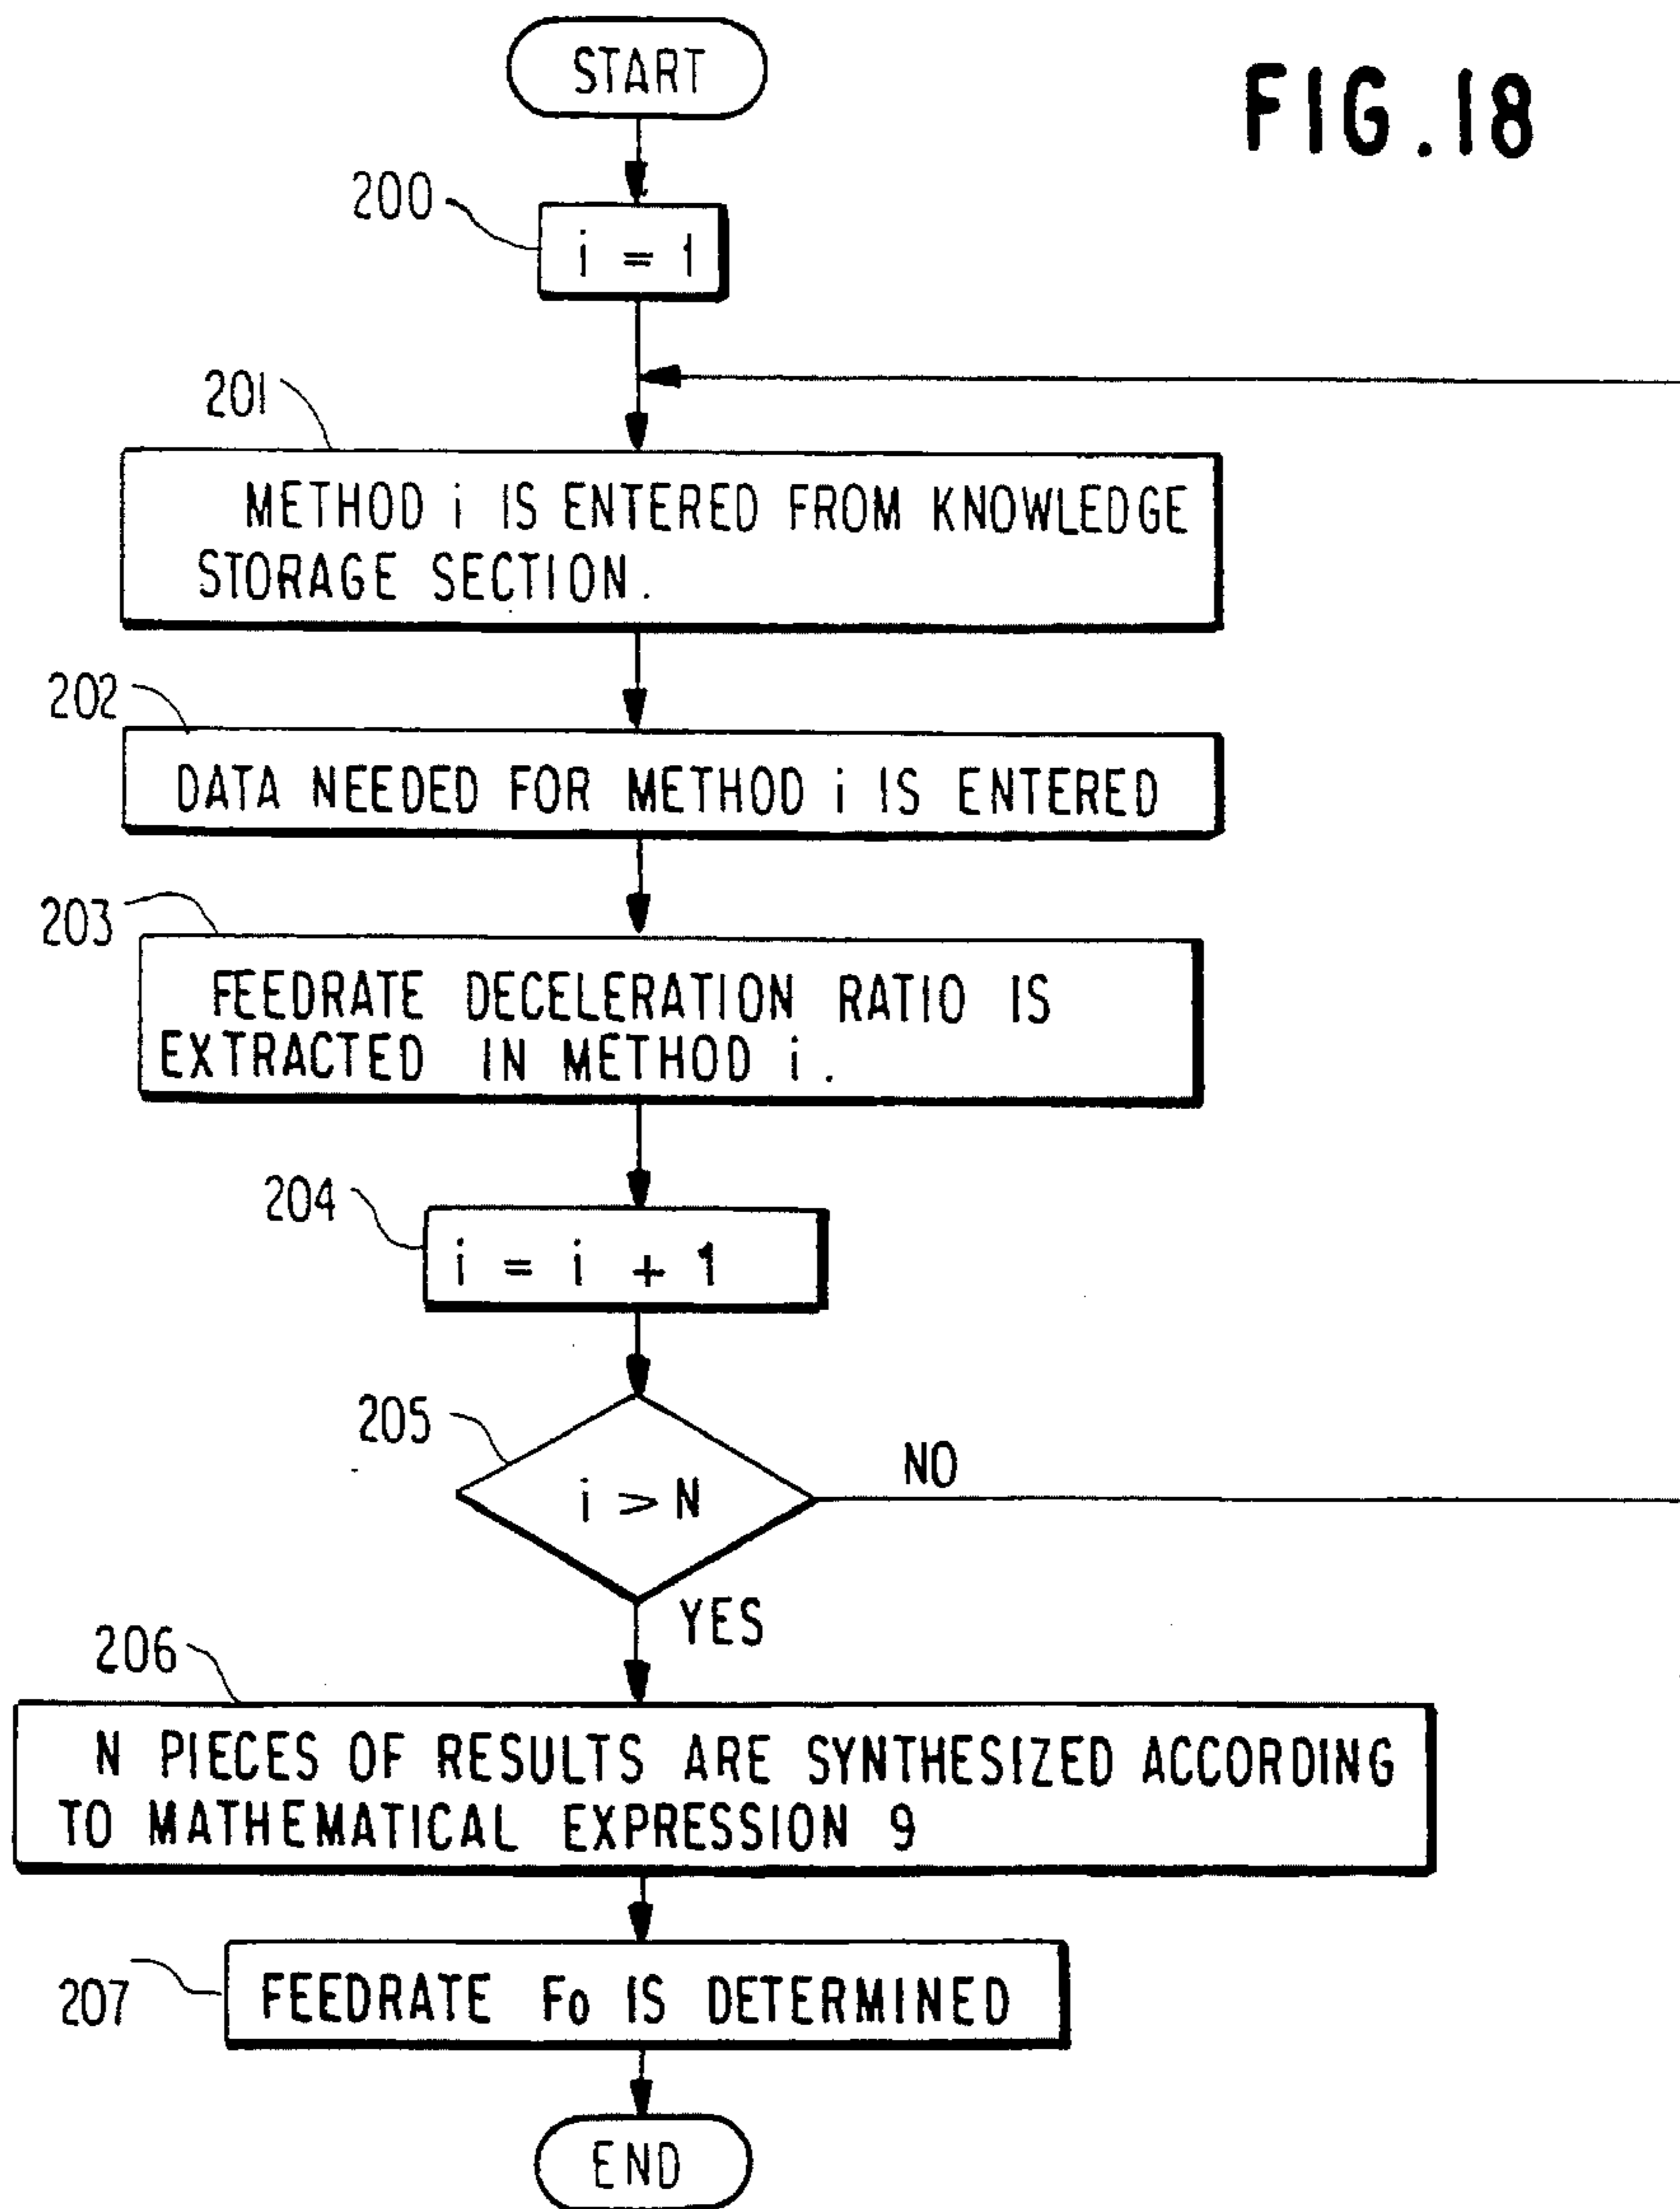 START
FIG.18
200
i = 1
201
METHOD i IS ENTERED FROM KNOWLEDGE
STORAGE SECTION.
202
DATA NEEDED FOR METHOD i IS ENTERED
203
FEEDRATE DECELERATION RATIO IS
EXTRACTED IN METHOD i.
204
i = i + 1
205
i > N
NO
YES
206
N PIECES OF RESULTS ARE SYNTHESIZED ACCORDING
TO MATHEMATICAL EXPRESSION 9
207
FEEDRATE Fo IS DETERMINED
END